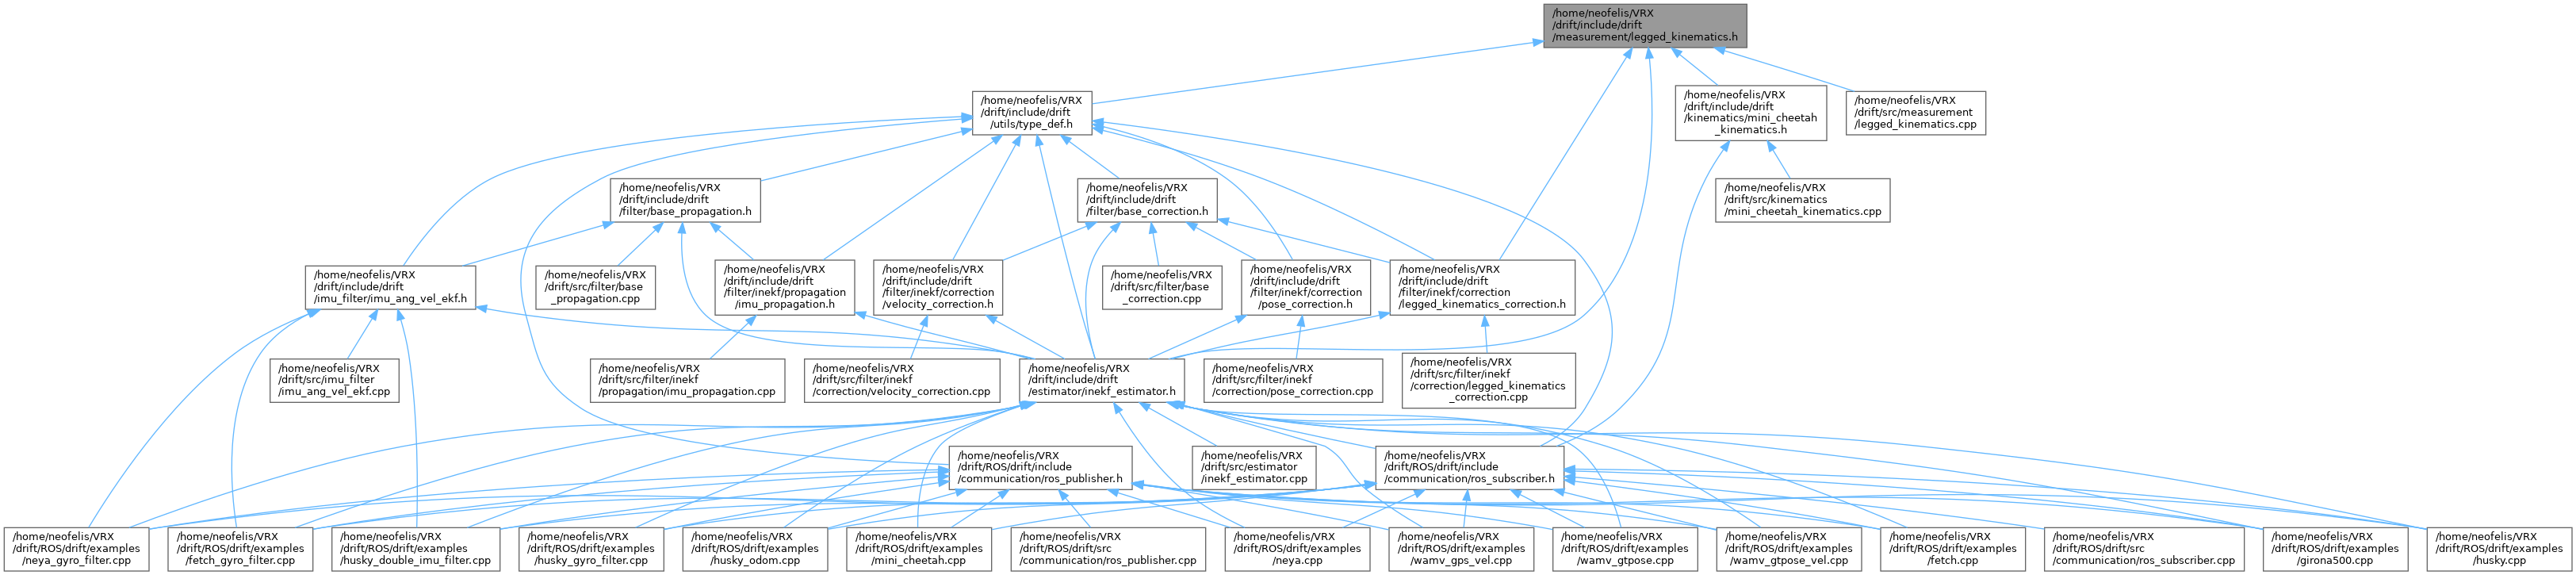 /home/neofelis/VRX
/drift/include/drift
/measurement/legged_kinematics.h
/home/neofelis/VRX
/drift/include/drift
/utils/type_def.h
/home/neofelis/VRX
/drift/include/drift
/kinematics/mini_cheetah
_kinematics.h
/home/neofelis/VRX
/drift/src/measurement
/legged_kinematics.cpp
/home/neofelis/VRX
/drift/include/drift
/filter/base_propagation.h
/home/neofelis/VRX
/drift/include/drift
/filter/base_correction.h
/home/neofelis/VRX
/drift/src/kinematics
/mini_cheetah_kinematics.cpp
/home/neofelis/VRX
/drift/include/drift
/imu_filter/imu_ang_vel_ekf.h
/home/neofelis/VRX
/drift/src/filter/base
_propagation.cpp
/home/neofelis/VRX
/drift/include/drift
/filter/inekf/propagation
/imu_propagation.h
/home/neofelis/VRX
/drift/include/drift
/filter/inekf/correction
/velocity_correction.h
/home/neofelis/VRX
/drift/src/filter/base
_correction.cpp
/home/neofelis/VRX
/drift/include/drift
/filter/inekf/correction
/pose_correction.h
/home/neofelis/VRX
/drift/include/drift
/filter/inekf/correction
/legged_kinematics_correction.h
/home/neofelis/VRX
/drift/src/imu_filter
/imu_ang_vel_ekf.cpp
/home/neofelis/VRX
/drift/src/filter/inekf
/propagation/imu_propagation.cpp
/home/neofelis/VRX
/drift/src/filter/inekf
/correction/velocity_correction.cpp
/home/neofelis/VRX
/drift/include/drift
/estimator/inekf_estimator.h
/home/neofelis/VRX
/drift/src/filter/inekf
/correction/pose_correction.cpp
/home/neofelis/VRX
/drift/src/filter/inekf
/correction/legged_kinematics
_correction.cpp
/home/neofelis/VRX
/drift/ROS/drift/include
/communication/ros_publisher.h
/home/neofelis/VRX
/drift/src/estimator
/inekf_estimator.cpp
/home/neofelis/VRX
/drift/ROS/drift/include
/communication/ros_subscriber.h
/home/neofelis/VRX
/drift/ROS/drift/examples
/neya_gyro_filter.cpp
/home/neofelis/VRX
/drift/ROS/drift/examples
/fetch_gyro_filter.cpp
/home/neofelis/VRX
/drift/ROS/drift/examples
/husky_double_imu_filter.cpp
/home/neofelis/VRX
/drift/ROS/drift/examples
/husky_gyro_filter.cpp
/home/neofelis/VRX
/drift/ROS/drift/examples
/husky_odom.cpp
/home/neofelis/VRX
/drift/ROS/drift/examples
/mini_cheetah.cpp
/home/neofelis/VRX
/drift/ROS/drift/src
/communication/ros_publisher.cpp
/home/neofelis/VRX
/drift/ROS/drift/examples
/neya.cpp
/home/neofelis/VRX
/drift/ROS/drift/examples
/wamv_gps_vel.cpp
/home/neofelis/VRX
/drift/ROS/drift/examples
/wamv_gtpose.cpp
/home/neofelis/VRX
/drift/ROS/drift/examples
/wamv_gtpose_vel.cpp
/home/neofelis/VRX
/drift/ROS/drift/examples
/fetch.cpp
/home/neofelis/VRX
/drift/ROS/drift/src
/communication/ros_subscriber.cpp
/home/neofelis/VRX
/drift/ROS/drift/examples
/girona500.cpp
/home/neofelis/VRX
/drift/ROS/drift/examples
/husky.cpp